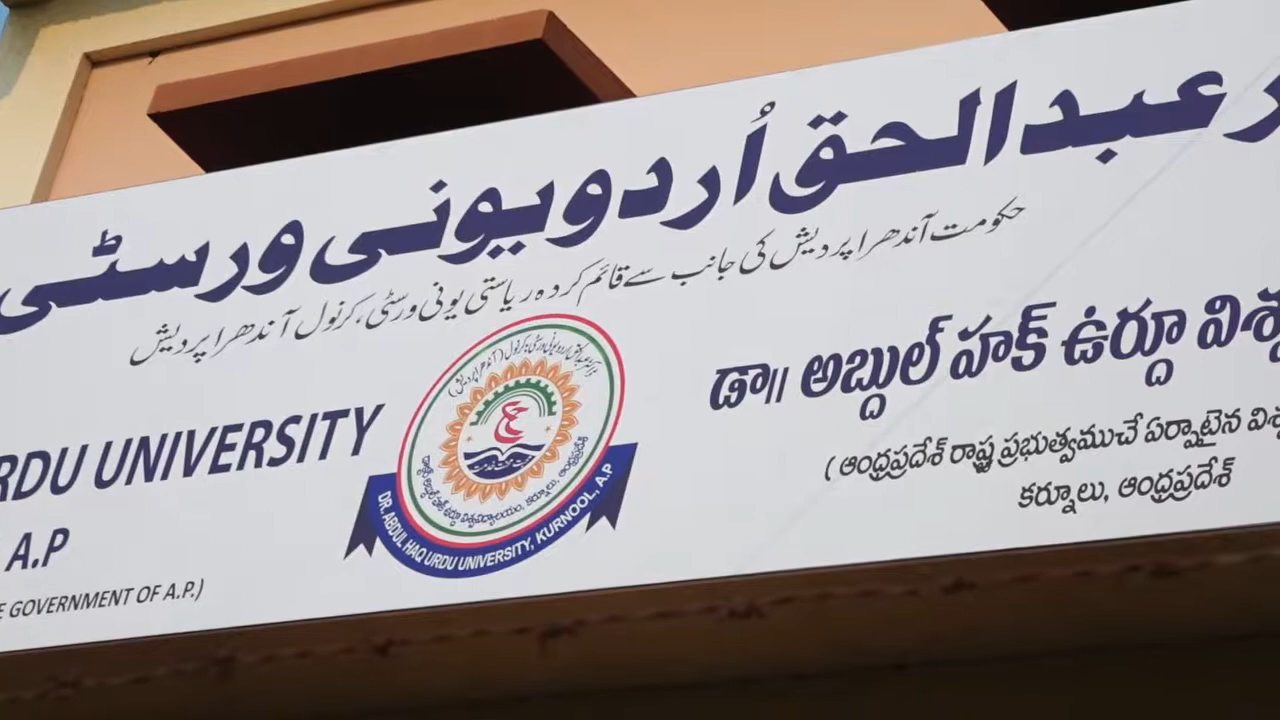 ر عبدالحق اُردو یونی ورسٹی
حکومت آندھرا پردیش کی جانب سے قائم کردہ ریاستی یونی ورسٹی، کرنول آندھرا پردیش
RDU UNIVERSITY
A.P
E GOVERNMENT OF A.P.)
DR. ABDUL HAQ URDU UNIVERSITY, KURNOOL, A.P
డా|| అబ్దుల్ హక్ ఉర్దూ విశ్వ
( ఆంధ్రప్రదేశ్ రాష్ట్ర ప్రభుత్వముచే ఏర్పాటైన విశ్వ
కర్నూలు, ఆంధ్రప్రదేశ్